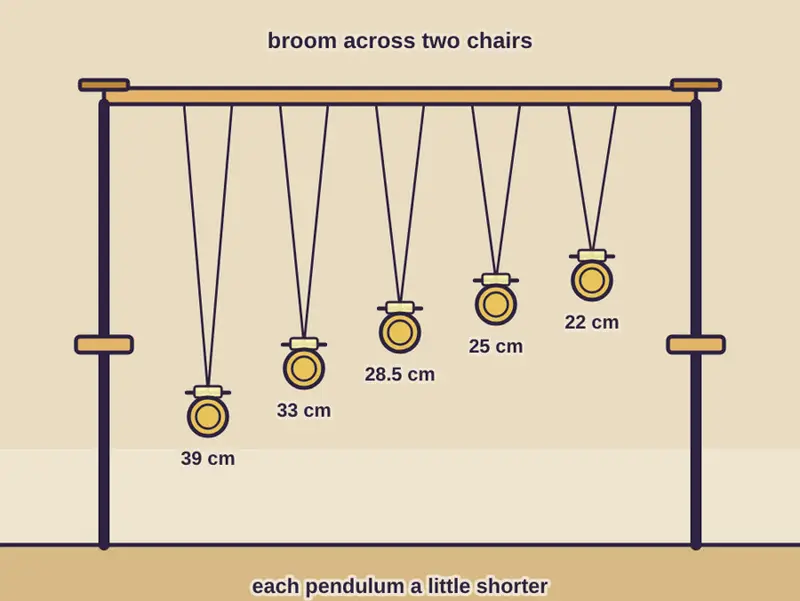 broom across two chairs
22 cm
25 cm
28.5 cm
33 cm
39 cm
each pendulum a little shorter